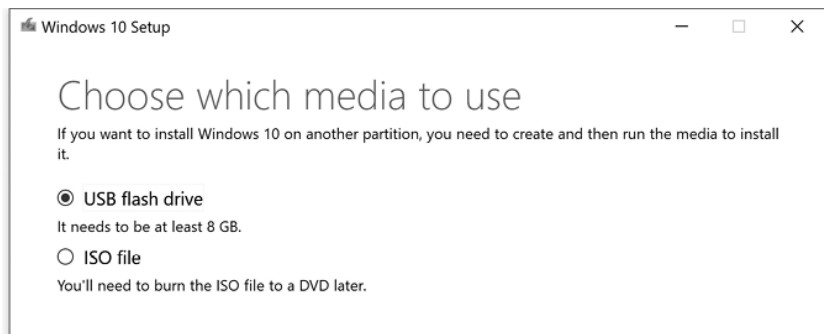 Windows 10 Setup
Choose which media to use
If you want to install Windows 10 on another partition, you need to create and then run the media to install
it.
USB flash drive
It needs to be at least 8 GB.
ISO file
You'll need to burn the ISO file to a DVD later.